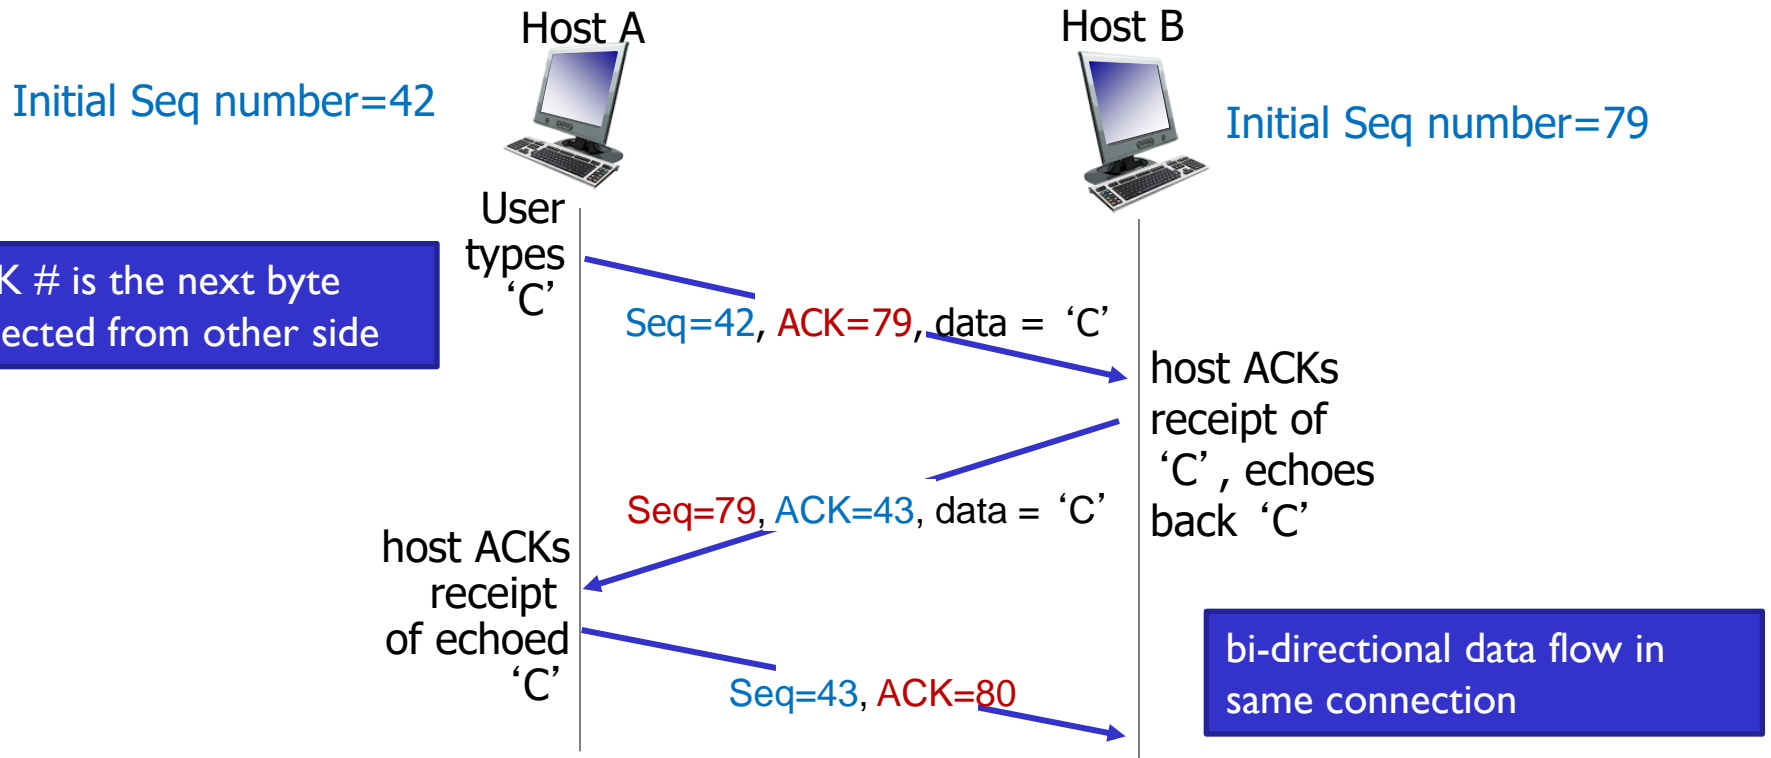 Host A
Host B
Initial Seq number=42
Initial Seq number=79
User
types
‘C’
K # is the next byte
ected from other side
Seq=42, ACK=79, data = ‘C’
host ACKs
receipt of
‘C’, echoes
back ‘C’
Seq=79, ACK=43, data = ‘C’
host ACKs
receipt
of echoed
‘C’
Seq=43, ACK=80
bi-directional data flow in
same connection